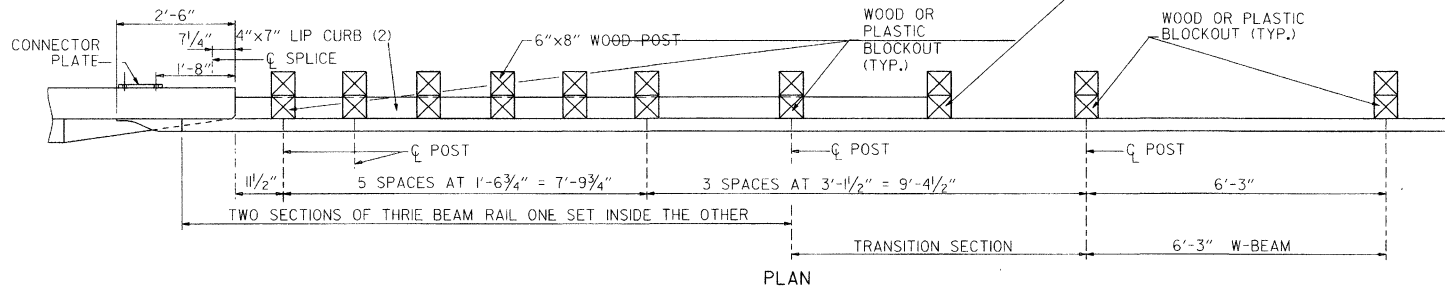 2'-6"
7 1/4"
4"x7" LIP CURB (2)
CONNECTOR
PLATE
1'-8"
℄ SPLICE
6"x8" WOOD POST
WOOD OR
PLASTIC
BLOCKOUT
(TYP.)
WOOD OR PLASTIC
BLOCKOUT (TYP.)
℄ POST
℄ POST
℄ POST
11 1/2"
5 SPACES AT 1'-6 3/4" = 7'-9 3/4"
3 SPACES AT 3'-1 1/2" = 9'-4 1/2"
6'-3"
TWO SECTIONS OF THRIE BEAM RAIL ONE SET INSIDE THE OTHER
TRANSITION SECTION
6'-3" W-BEAM
PLAN